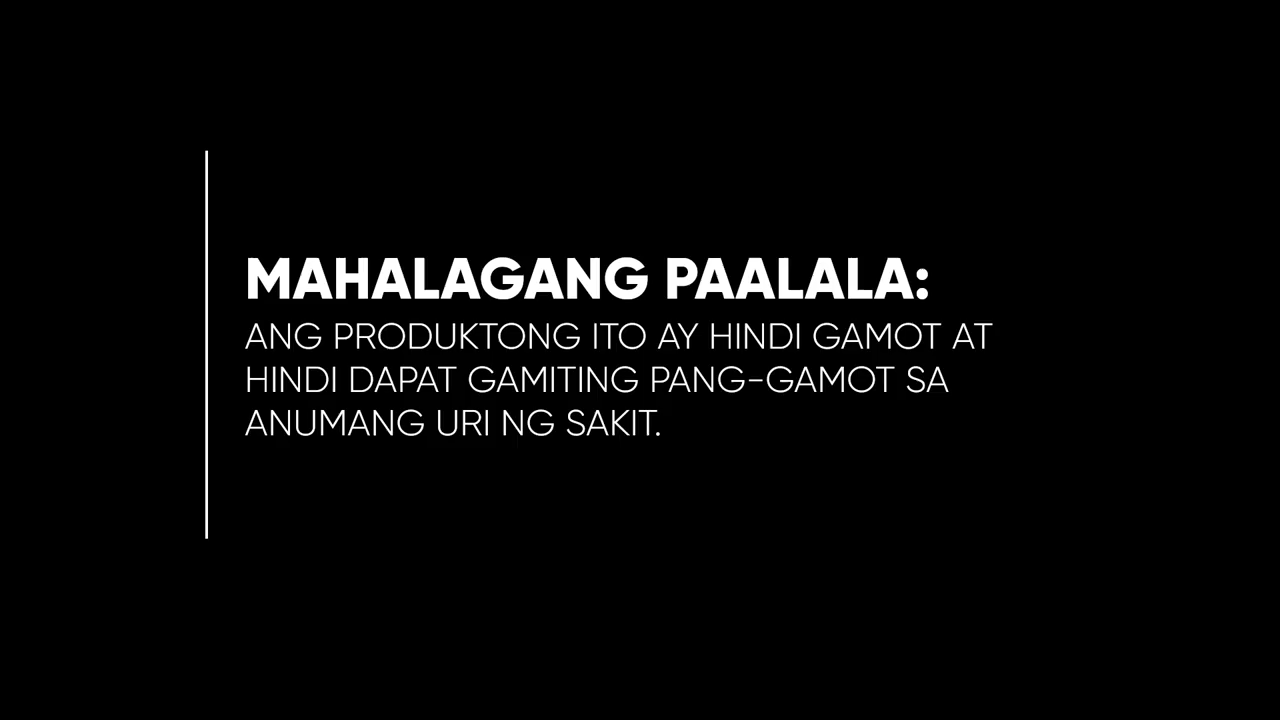 MAHALAGANG PAALALA:
ANG PRODUKTONG ITO AY HINDI GAMOT AT
HINDI DAPAT GAMITING PANG-GAMOT SA
ANUMANG URI NG SAKIT.